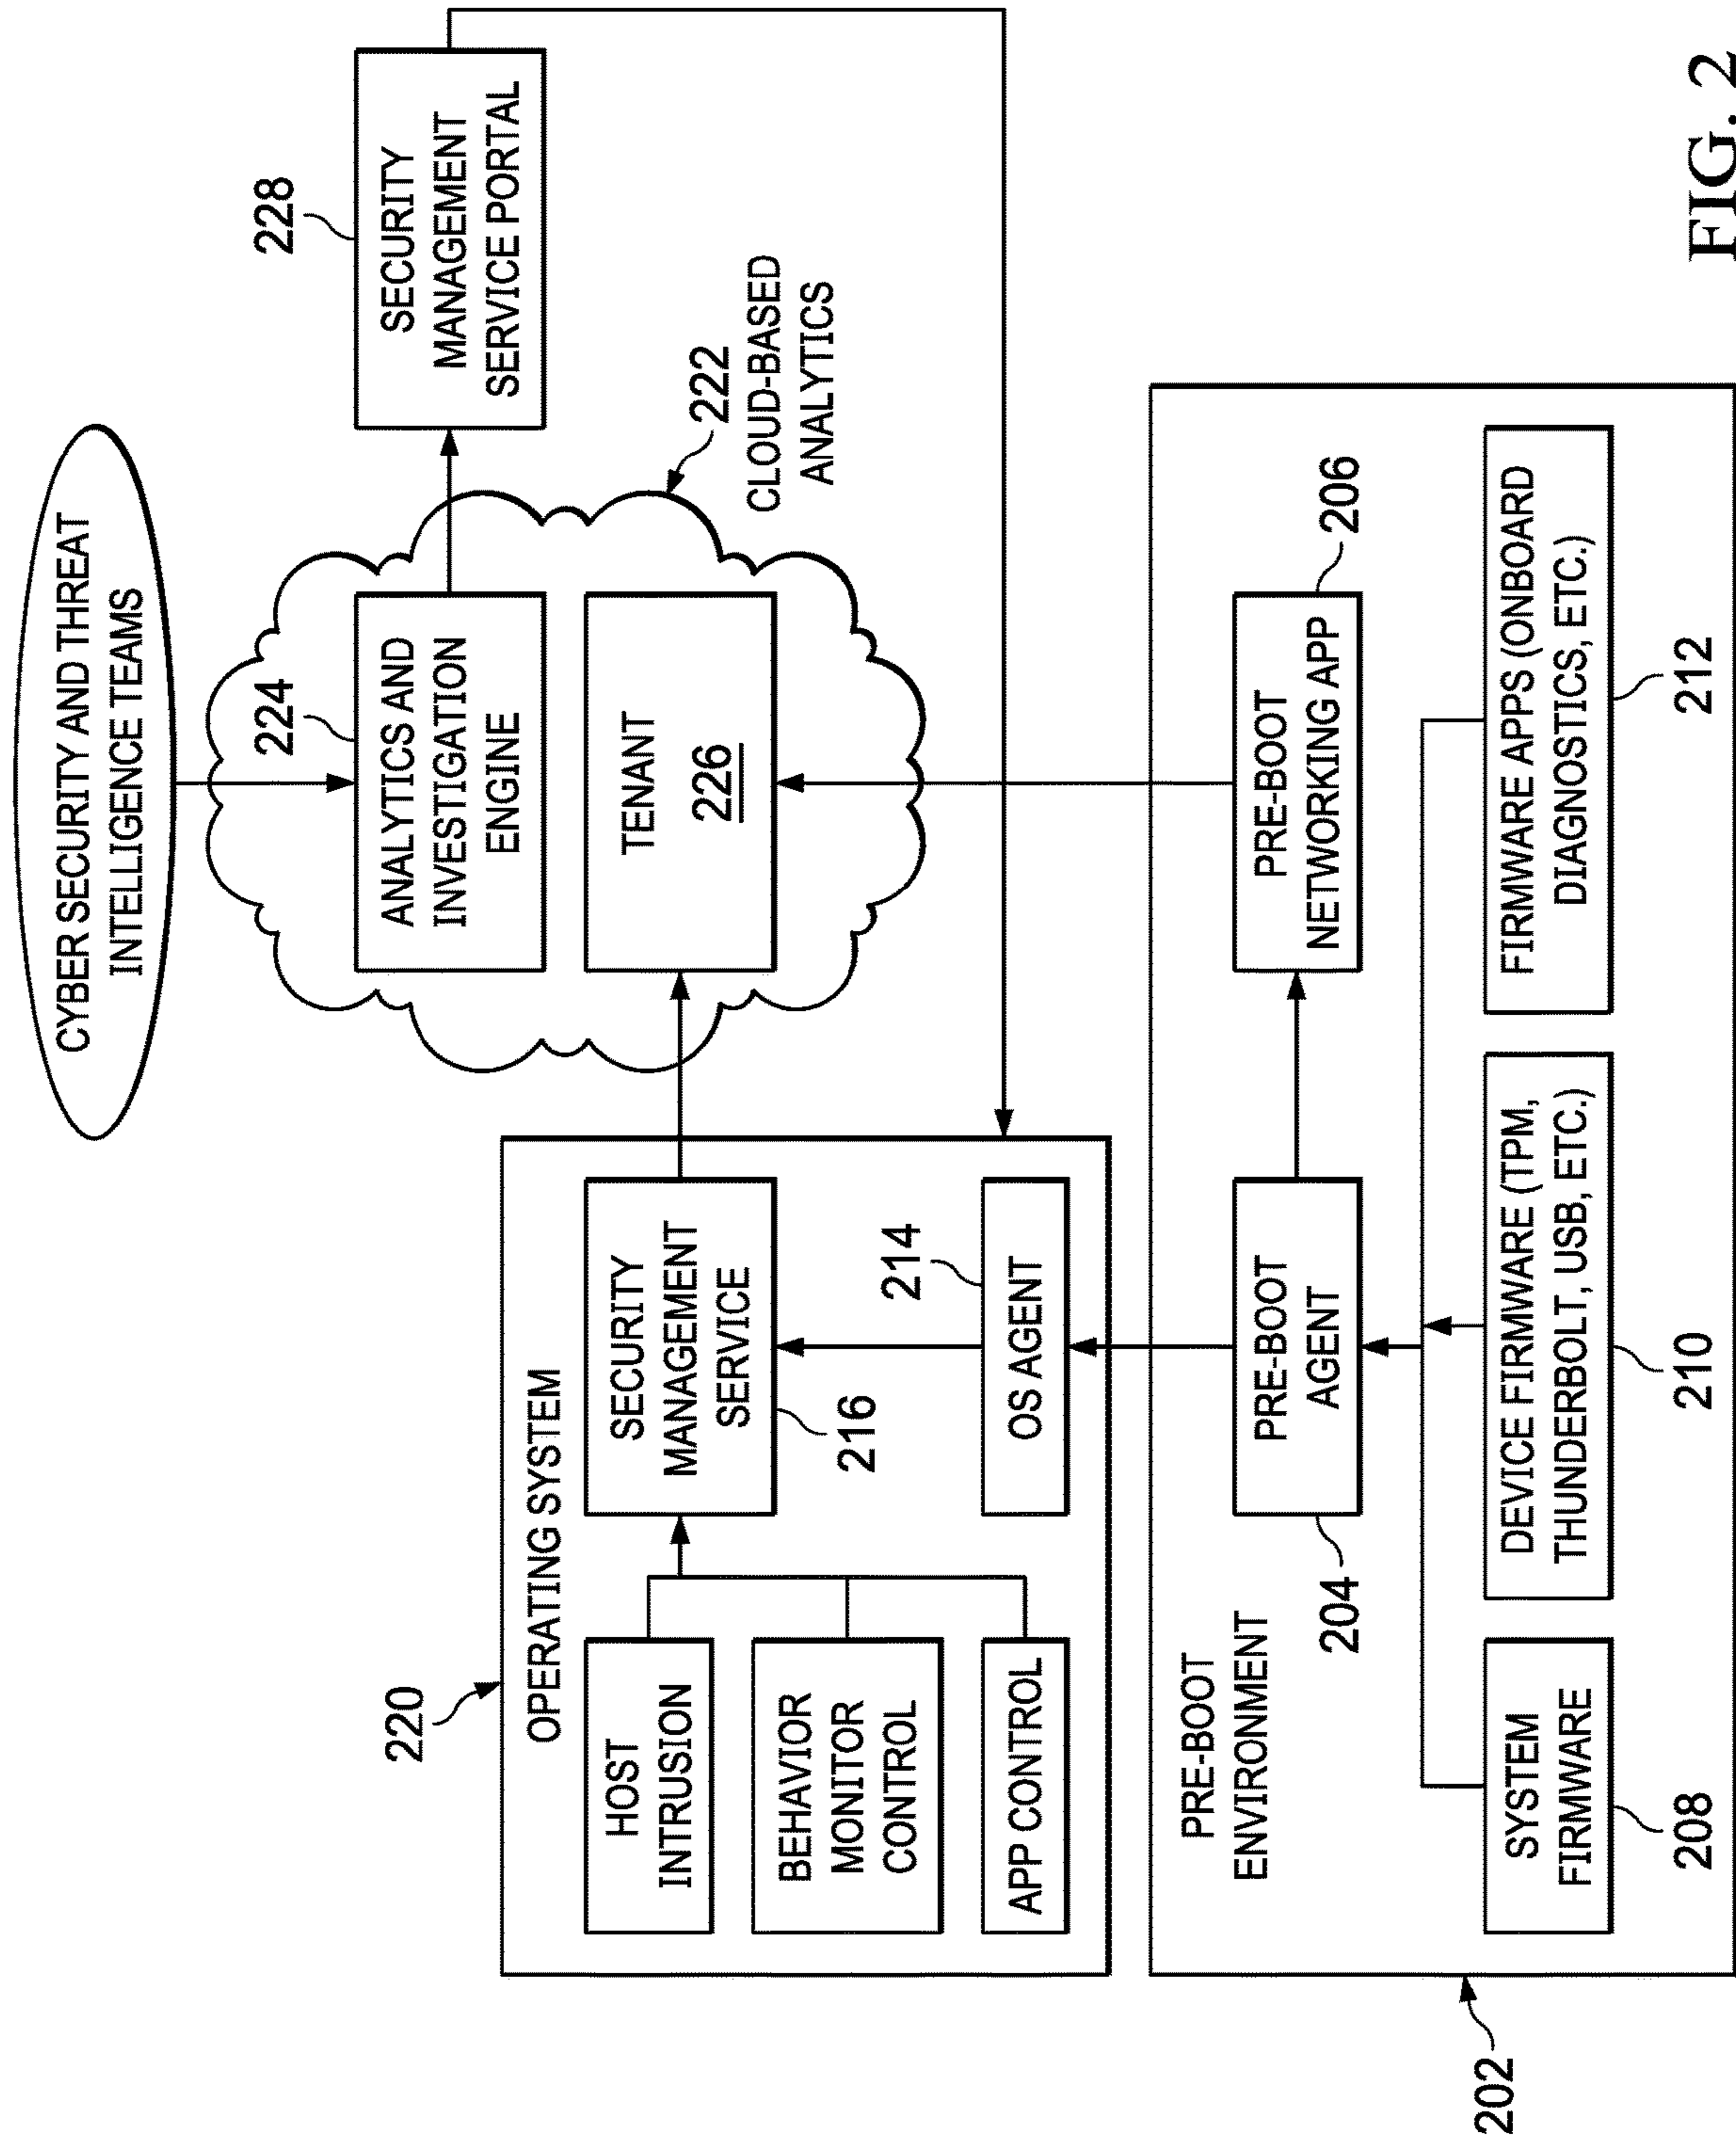 CYBER SECURITY AND THREAT
INTELLIGENCE TEAMS
220
OPERATING SYSTEM
HOST
INTRUSION
BEHAVIOR
MONITOR
CONTROL
APP CONTROL
SECURITY
MANAGEMENT
SERVICE
216
214
OS AGENT
224
ANALYTICS AND
INVESTIGATION
ENGINE
TENANT
226
222
CLOUD-BASED
ANALYTICS
228
SECURITY
MANAGEMENT
SERVICE PORTAL
202
PRE-BOOT
ENVIRONMENT
204
PRE-BOOT
AGENT
PRE-BOOT
NETWORKING APP
206
SYSTEM
FIRMWARE
208
DEVICE FIRMWARE (TPM,
THUNDERBOLT, USB, ETC.)
210
FIRMWARE APPS (ONBOARD
DIAGNOSTICS, ETC.)
212
FIG. 2